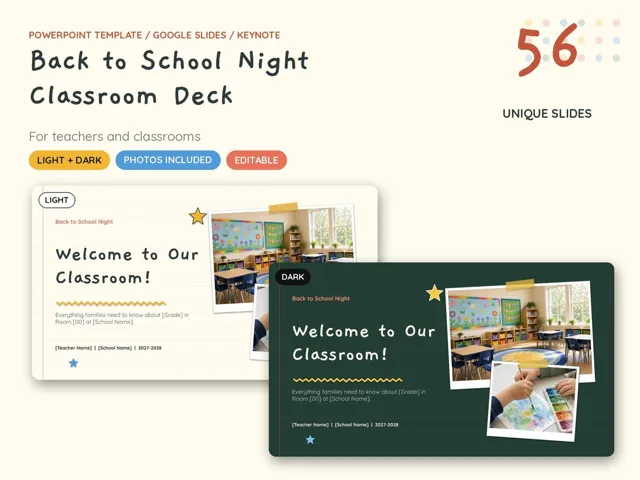 POWERPOINT TEMPLATE / GOOGLE SLIDES / KEYNOTE
Back to School Night
Classroom Deck
56
UNIQUE SLIDES
For teachers and classrooms
LIGHT + DARK
PHOTOS INCLUDED
EDITABLE
LIGHT
Back to School Night
Welcome to Our
Classroom!
Everything families need to know about [Grade] in
Room [00] at [School Name].
[Teacher Name] | [School Name] | 2027-2028
DARK
Back to School Night
Welcome to Our
Classroom!
Everything families need to know about [Grade] in
Room [00] at [School Name].
[Teacher Name] | [School Name] | 2027-2028